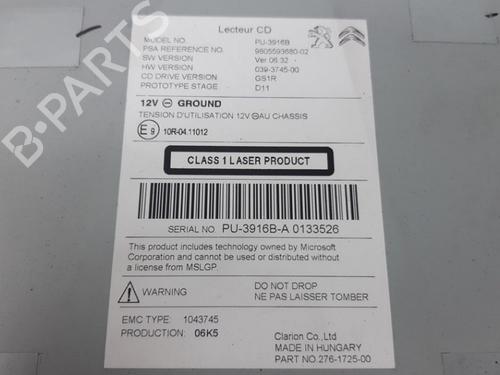 Lecteur CD
MODEL NO. PU-3916B
PSA REFERENCE NO. 9805593680-02
SW VERSION Ver.06.32
HW VERSION 039-3745-00
CD DRIVE VERSION GS1R
PROTOTYPE STAGE D11
12V ⊖ GROUND
TENSION D'UTILISATION 12V ⊖AU CHASSIS
E9 10R-04.11012
CLASS 1 LASER PRODUCT
SERIAL NO. PU-3916B-A 0133526
This product includes technology owned by Microsoft
Corporation and cannot be used or distributed without
a license from MSLGP.
WARNING
DO NOT DROP
NE PAS LAISSER TOMBER
EMC TYPE: 1043745
PRODUCTION: 06K5
Clarion Co.,Ltd
MADE IN HUNGARY
PART NO.276-1725-00
B-PARTS